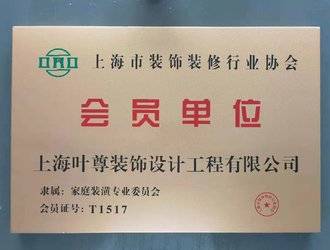 上海市装饰装修行业协会
会员单位
上海叶尊装饰设计工程有限公司
隶属：家庭装潢专业委员会
会员证号：T1517